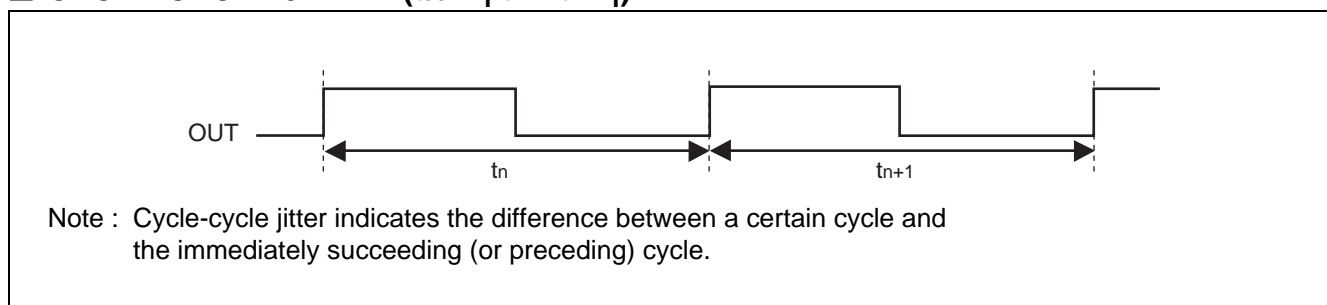 OUT
tn
tn+1
Note : Cycle-cycle jitter indicates the difference between a certain cycle and
the immediately succeeding (or preceding) cycle.